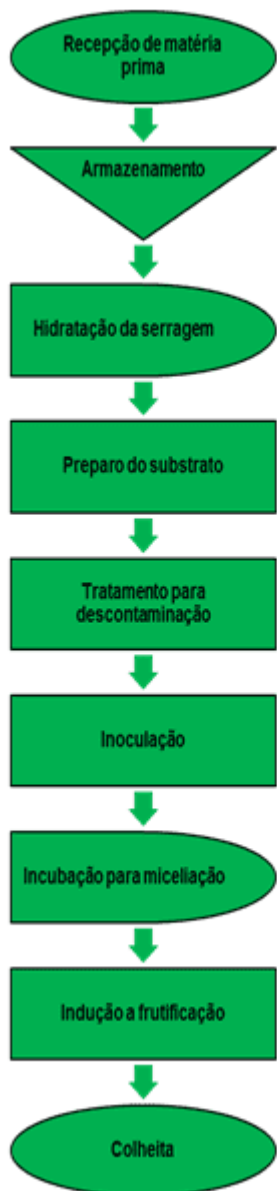 Recepção de matéria
prima
Armazenamento
Hidratação da serragem
Preparo do substrato
Tratamento para
descontaminação
Inoculação
Incubação para miceliação
Indução a frutificação
Colheita